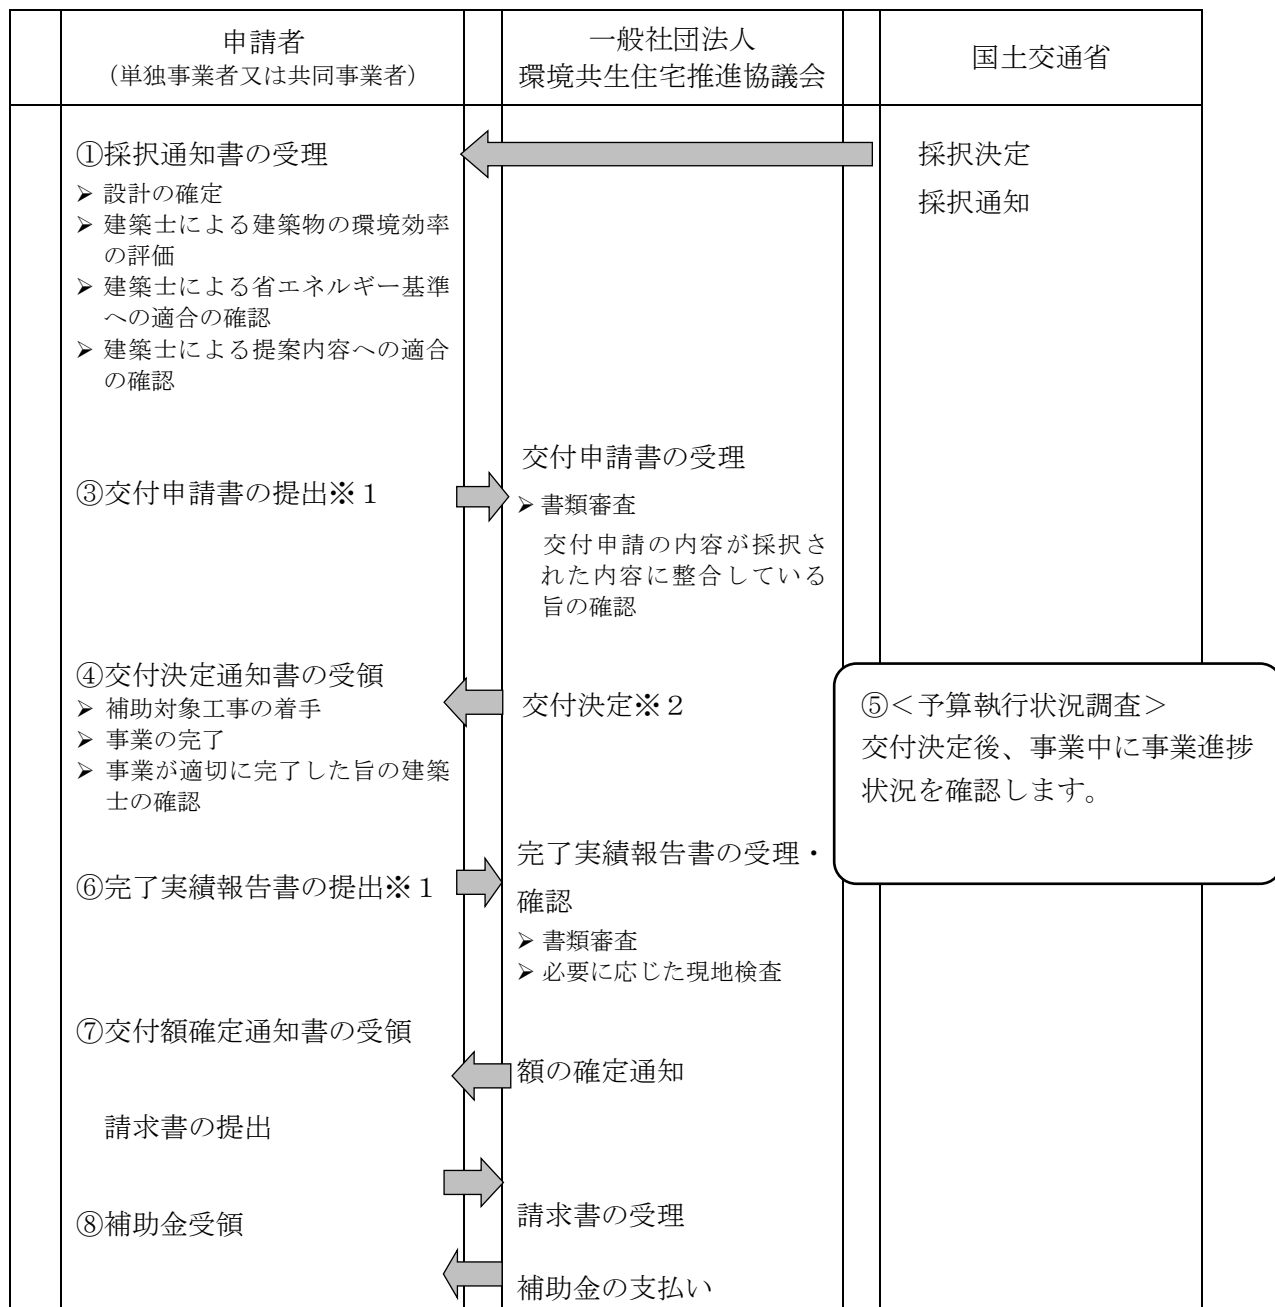 申請者
（単独事業者又は共同事業者）
一般社団法人
環境共生住宅推進協議会
国土交通省
①採択通知書の受理
➢ 設計の確定
➢ 建築士による建築物の環境効率
の評価
➢ 建築士による省エネルギー基準
への適合の確認
➢ 建築士による提案内容への適合
の確認
採択決定
採択通知
③交付申請書の提出※１
交付申請書の受理
➢ 書類審査
交付申請の内容が採択さ
れた内容に整合している
旨の確認
④交付決定通知書の受領
➢ 補助対象工事の着手
➢ 事業の完了
➢ 事業が適切に完了した旨の建築
士の確認
交付決定※２
⑤＜予算執行状況調査＞
交付決定後、事業中に事業進捗
状況を確認します。
⑥完了実績報告書の提出※１
完了実績報告書の受理・
確認
➢ 書類審査
➢ 必要に応じた現地検査
⑦交付額確定通知書の受領
額の確定通知
請求書の提出
請求書の受理
⑧補助金受領
補助金の支払い